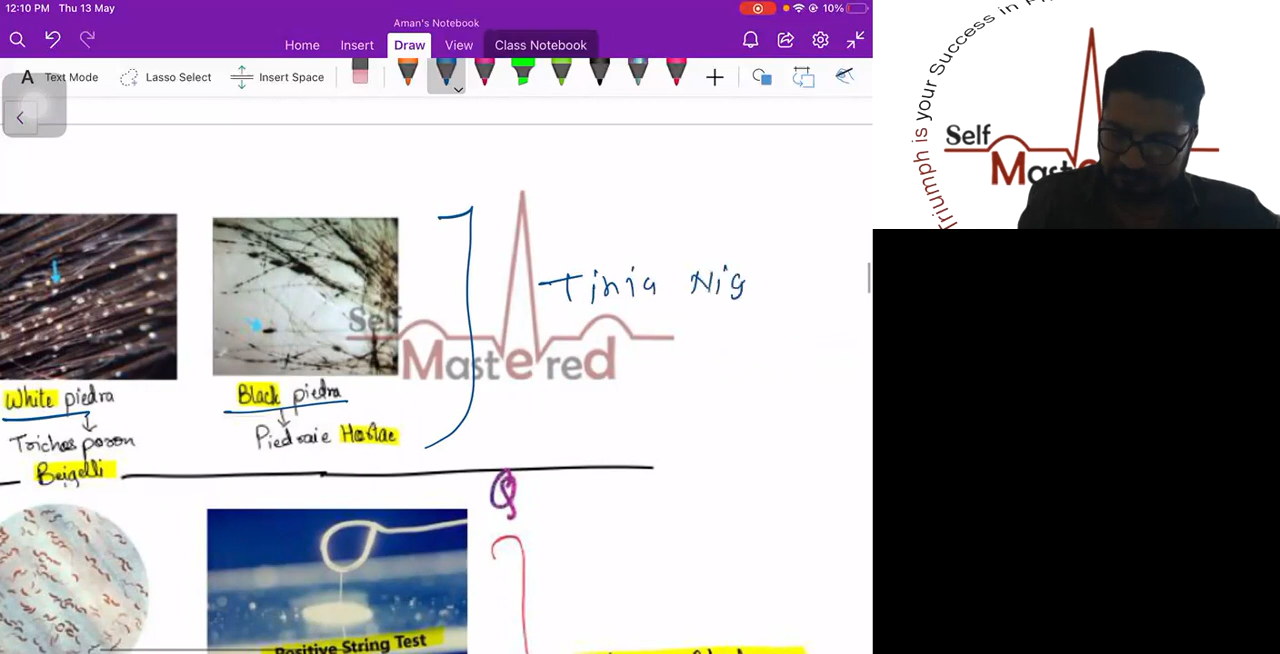 12:10 PM Thu 13 May
10%
Aman's Notebook
Home Insert Draw View Class Notebook
A Text Mode Lasso Select Insert Space
Triumph is your Success in
Self
Mast
Tinia Nig
Self
Mastered
White piedra
Black piedra
Trichosporon
Piedraie Hortae
Beigelli
Q
Positive String Test